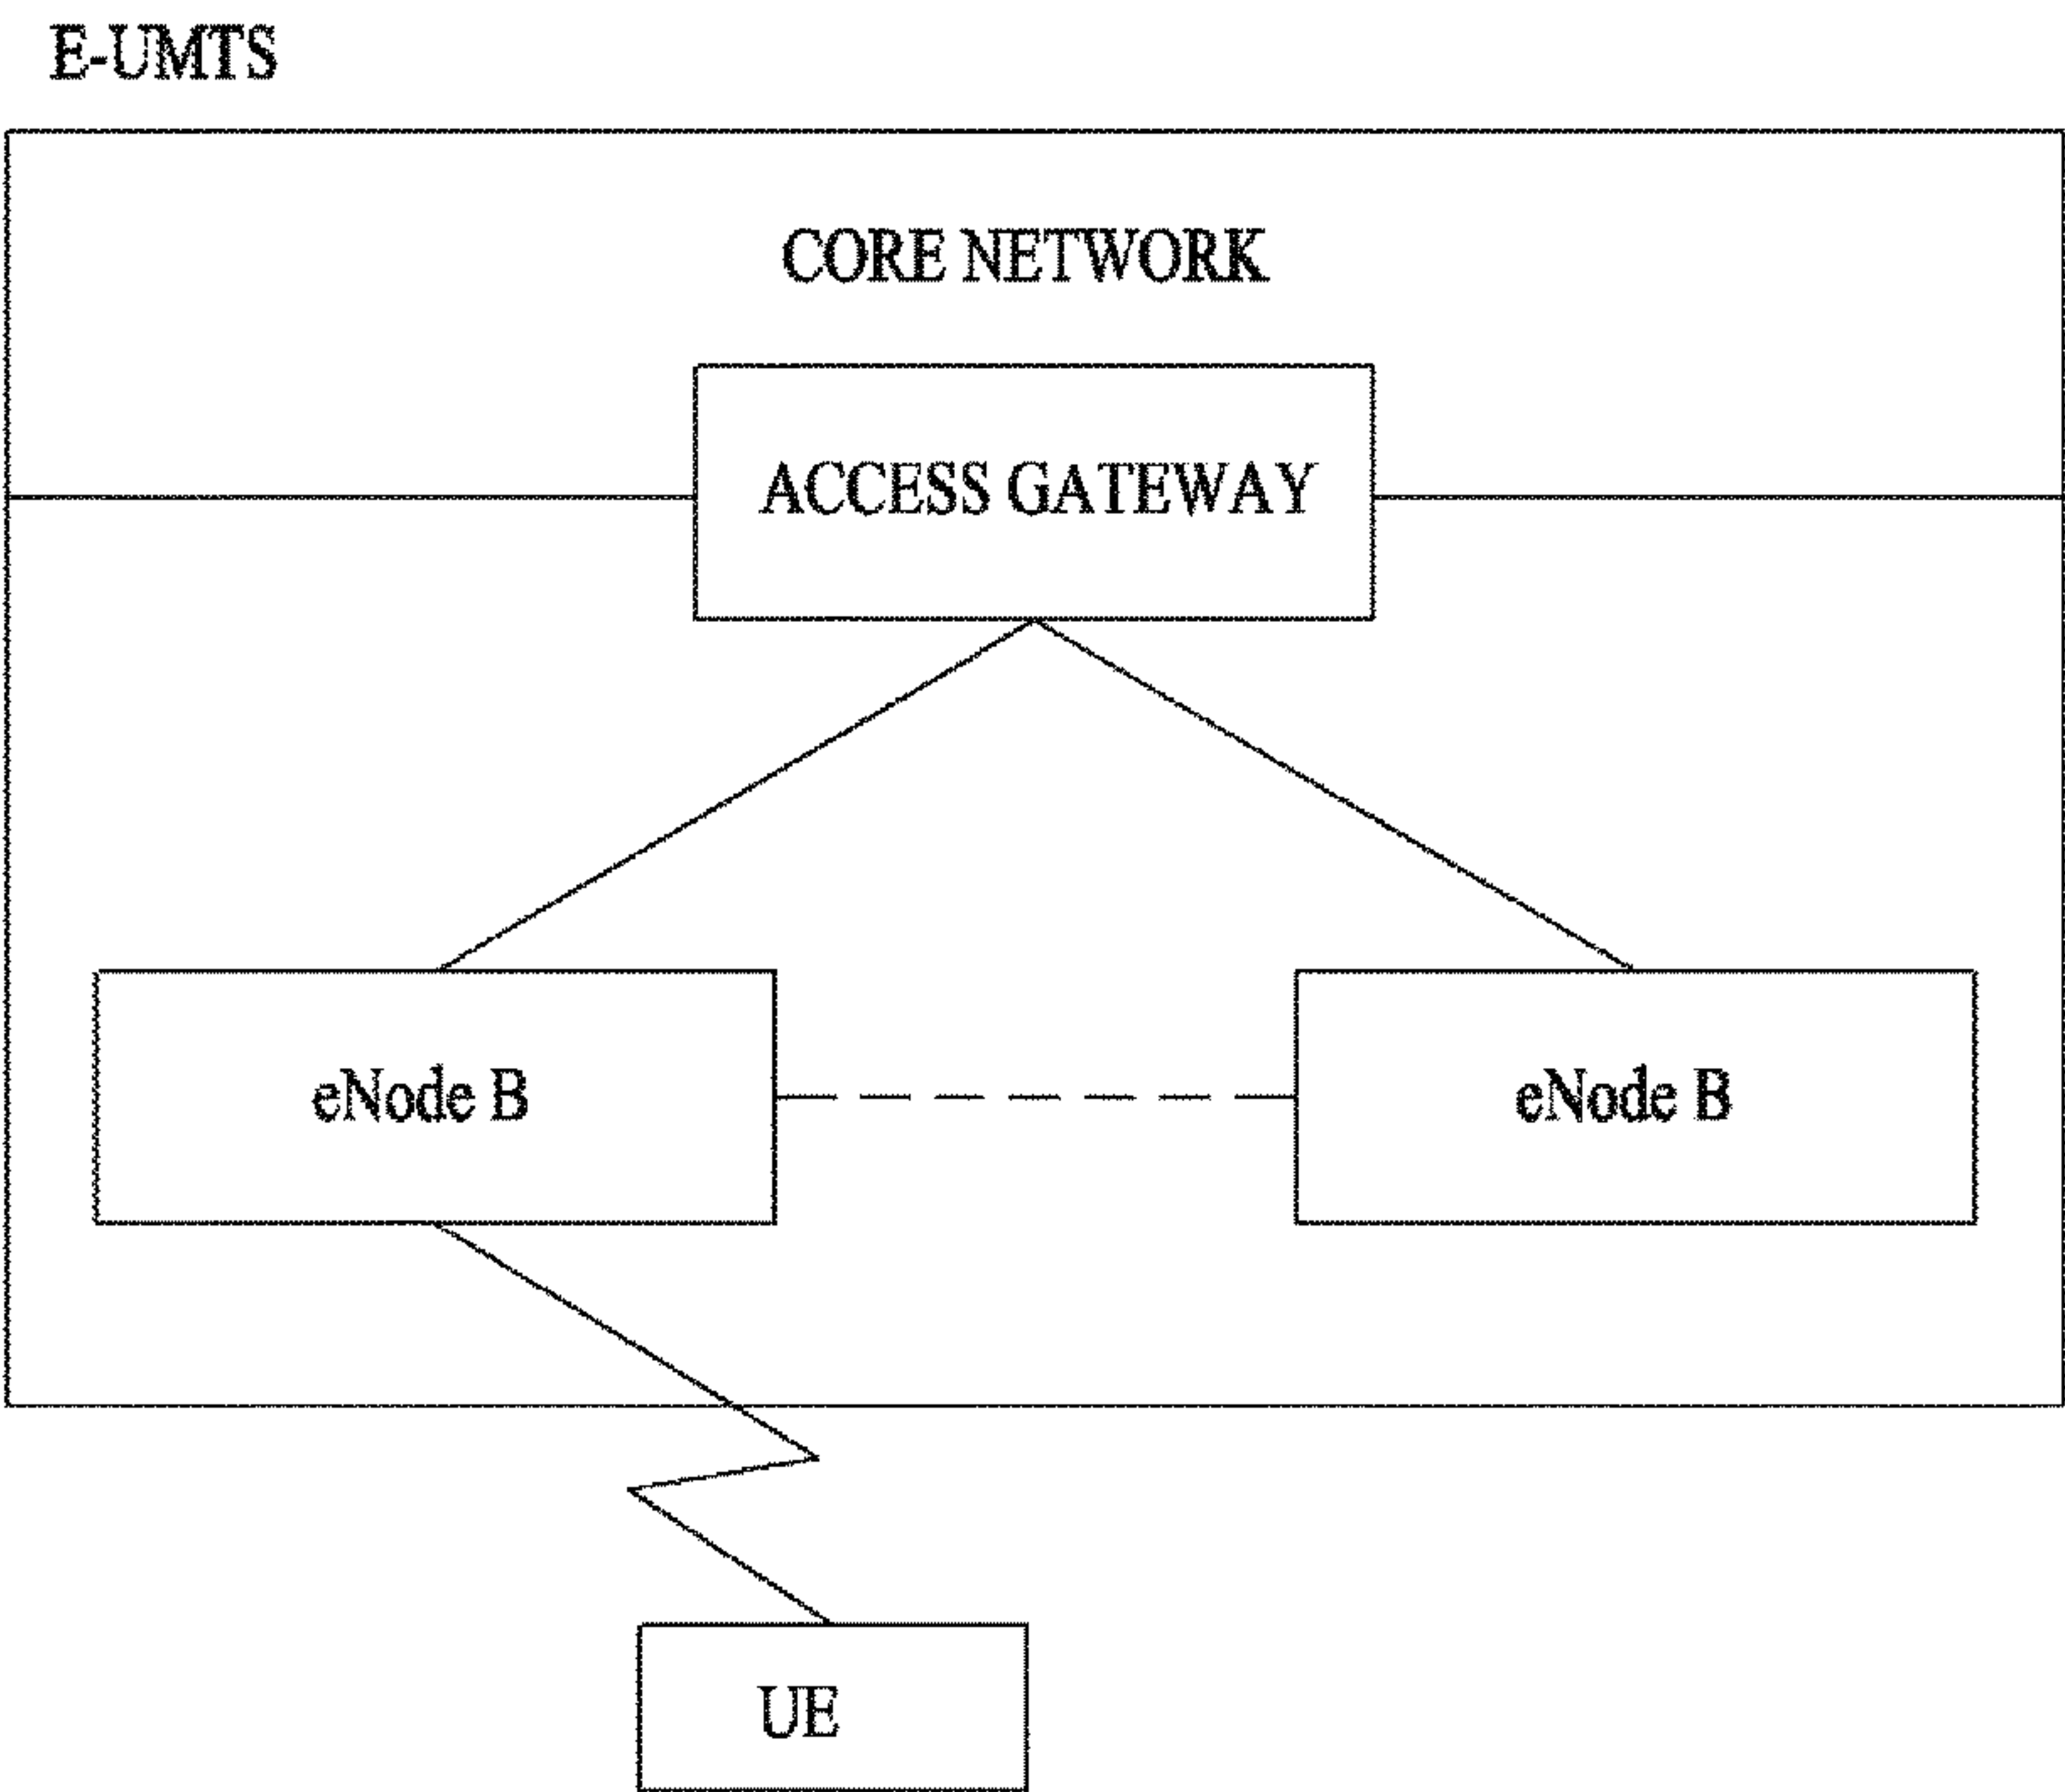 E-UMTS
CORE NETWORK
ACCESS GATEWAY
eNode B
eNode B
UE